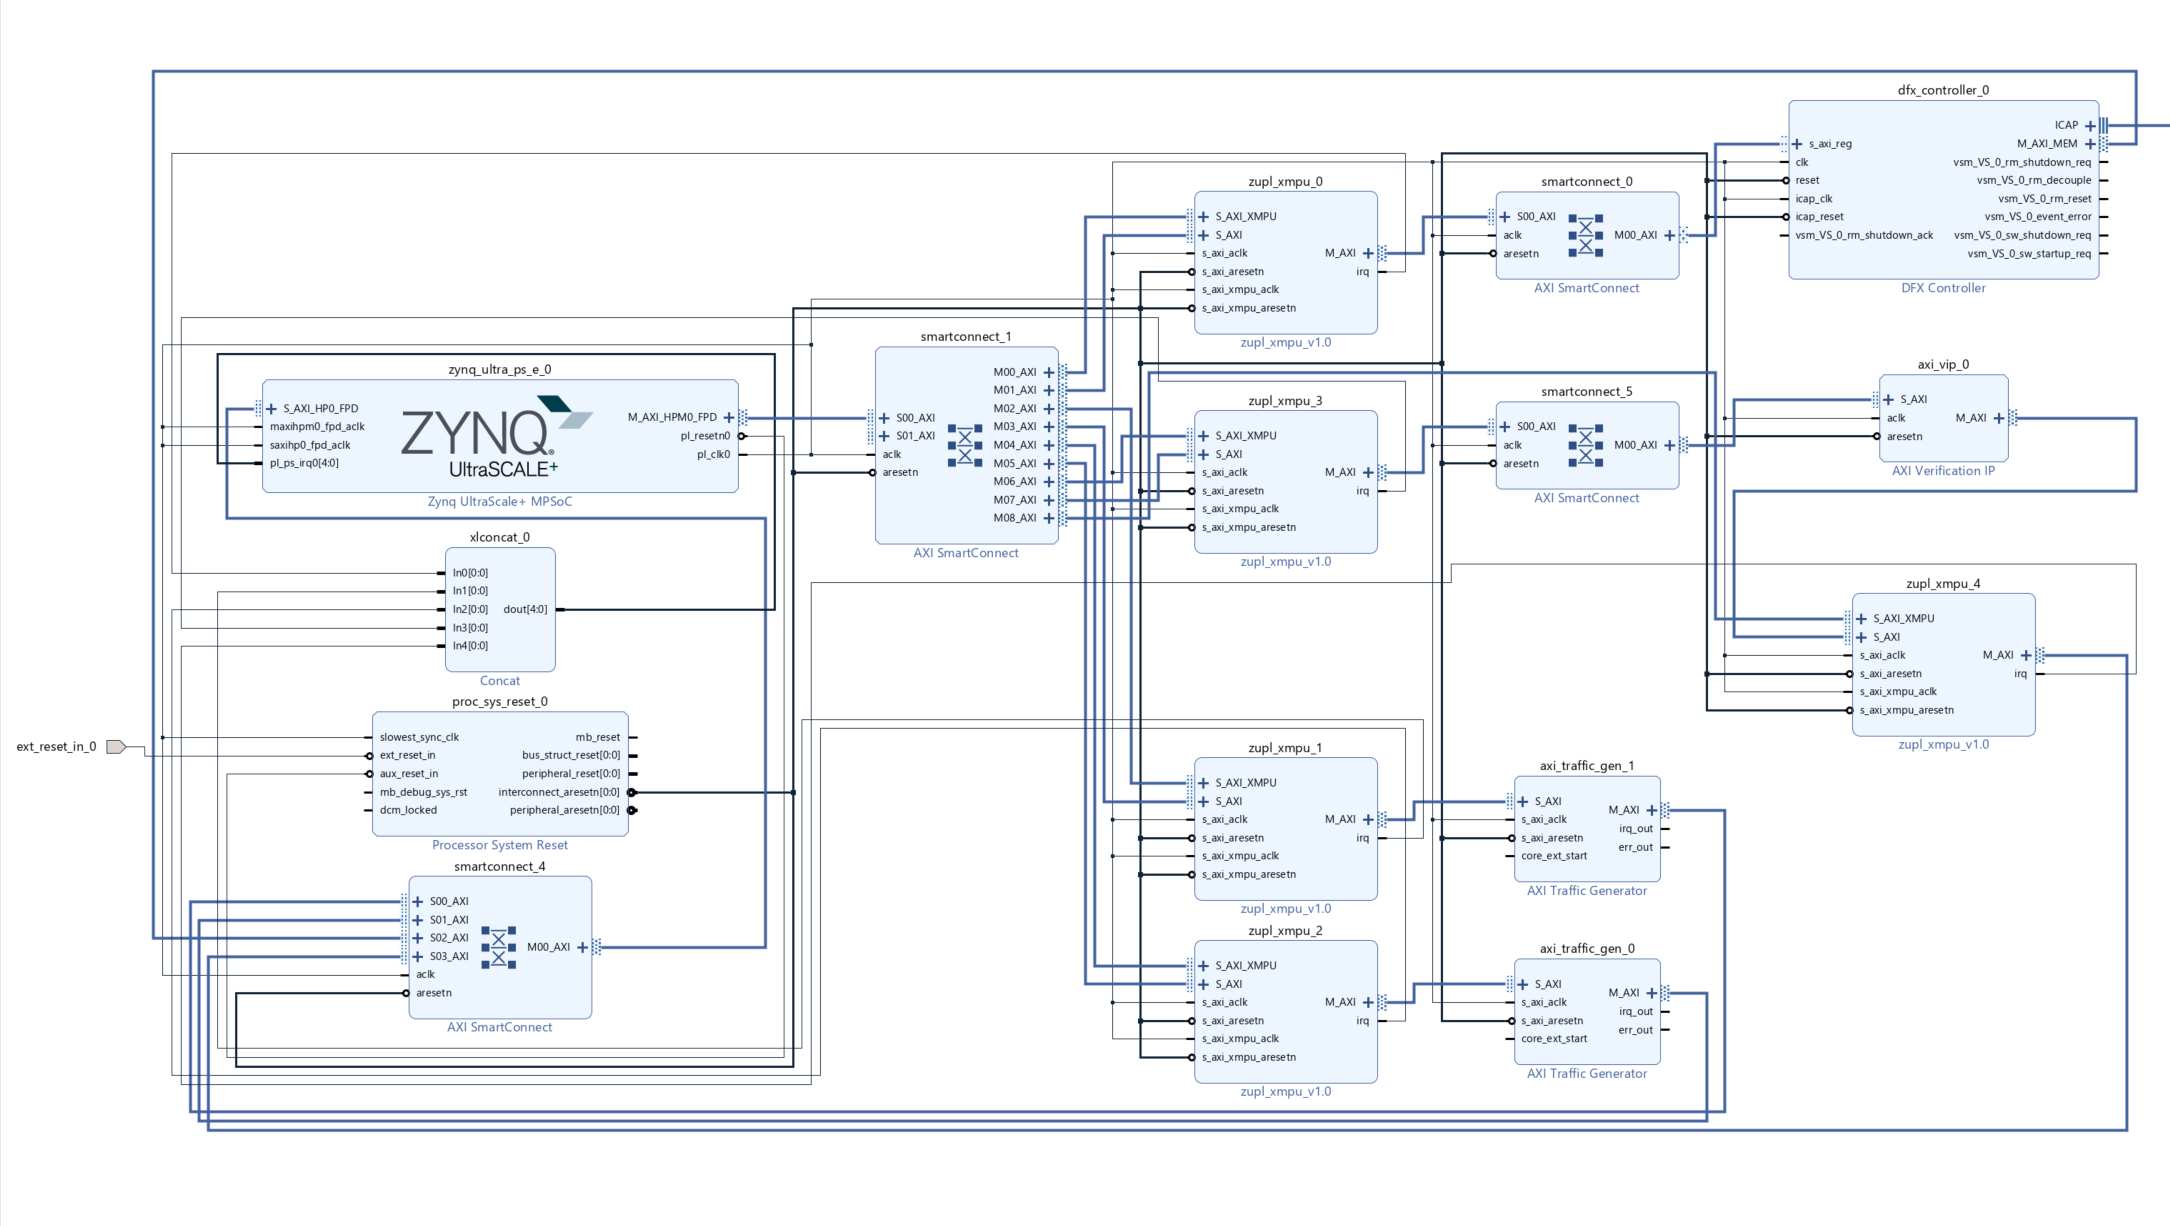 dfx_controller_0
ICAP
s_axi_reg
M_AXI_MEM
clk
vsm_VS_0_rm_shutdown_req
reset
vsm_VS_0_rm_decouple
icap_clk
vsm_VS_0_rm_reset
icap_reset
vsm_VS_0_event_error
vsm_VS_0_rm_shutdown_ack
vsm_VS_0_sw_shutdown_req
vsm_VS_0_sw_startup_req
DFX Controller
zupl_xmpu_0
S_AXI_XMPU
S_AXI
s_axi_aclk
M_AXI
s_axi_aresetn
irq
s_axi_xmpu_aclk
s_axi_xmpu_aresetn
zupl_xmpu_v1.0
smartconnect_0
S00_AXI
aclk
M00_AXI
aresetn
AXI SmartConnect
smartconnect_1
M00_AXI
M01_AXI
M02_AXI
S00_AXI
M03_AXI
S01_AXI
M04_AXI
aclk
M05_AXI
aresetn
M06_AXI
M07_AXI
M08_AXI
AXI SmartConnect
zynq_ultra_ps_e_0
S_AXI_HP0_FPD
maxihpm0_fpd_aclk
saxihp0_fpd_aclk
pl_ps_irq0[4:0]
ZYNQ®
UltraSCALE+
M_AXI_HPM0_FPD
pl_resetn0
pl_clk0
Zynq UltraScale+ MPSoC
zupl_xmpu_3
S_AXI_XMPU
S_AXI
s_axi_aclk
M_AXI
s_axi_aresetn
irq
s_axi_xmpu_aclk
s_axi_xmpu_aresetn
zupl_xmpu_v1.0
smartconnect_5
S00_AXI
aclk
M00_AXI
aresetn
AXI SmartConnect
axi_vip_0
S_AXI
aclk
M_AXI
aresetn
AXI Verification IP
xlconcat_0
In0[0:0]
In1[0:0]
In2[0:0]
dout[4:0]
In3[0:0]
In4[0:0]
Concat
zupl_xmpu_4
S_AXI_XMPU
S_AXI
s_axi_aclk
M_AXI
s_axi_aresetn
irq
s_axi_xmpu_aclk
s_axi_xmpu_aresetn
zupl_xmpu_v1.0
ext_reset_in_0
proc_sys_reset_0
slowest_sync_clk
mb_reset
ext_reset_in
bus_struct_reset[0:0]
aux_reset_in
peripheral_reset[0:0]
mb_debug_sys_rst
interconnect_aresetn[0:0]
dcm_locked
peripheral_aresetn[0:0]
Processor System Reset
zupl_xmpu_1
S_AXI_XMPU
S_AXI
s_axi_aclk
M_AXI
s_axi_aresetn
irq
s_axi_xmpu_aclk
s_axi_xmpu_aresetn
zupl_xmpu_v1.0
axi_traffic_gen_1
S_AXI
M_AXI
s_axi_aclk
irq_out
s_axi_aresetn
err_out
core_ext_start
AXI Traffic Generator
smartconnect_4
S00_AXI
S01_AXI
S02_AXI
M00_AXI
S03_AXI
aclk
aresetn
AXI SmartConnect
zupl_xmpu_2
S_AXI_XMPU
S_AXI
s_axi_aclk
M_AXI
s_axi_aresetn
irq
s_axi_xmpu_aclk
s_axi_xmpu_aresetn
zupl_xmpu_v1.0
axi_traffic_gen_0
S_AXI
M_AXI
s_axi_aclk
irq_out
s_axi_aresetn
err_out
core_ext_start
AXI Traffic Generator